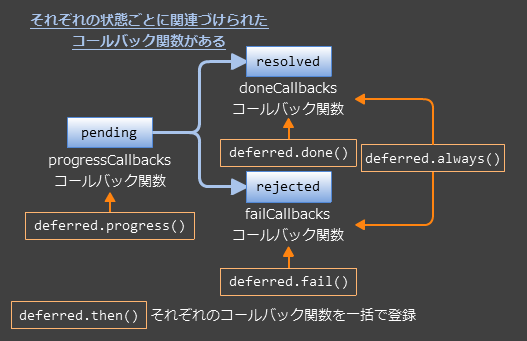 それぞれの状態ごとに関連づけられた
コールバック関数がある
resolved
doneCallbacks
コールバック関数
pending
progressCallbacks
コールバック関数
deferred.done()
deferred.always()
rejected
failCallbacks
コールバック関数
deferred.progress()
deferred.fail()
deferred.then() それぞれのコールバック関数を一括で登録